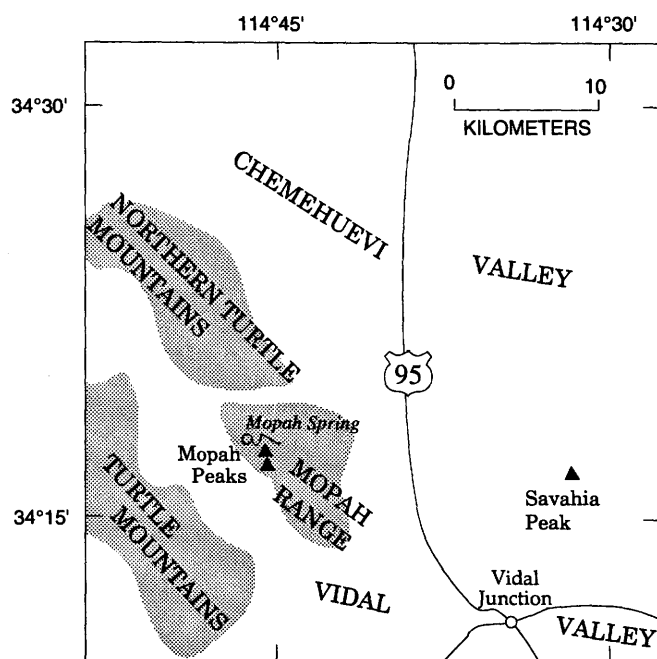 114°45'
114°30'
34°30'
0
10
KILOMETERS
CHEMEHUEVI
VALLEY
NORTHERN TURTLE
MOUNTAINS
95
Mopah Spring
Mopah
Peaks
MOPAH
RANGE
TURTLE
MOUNTAINS
Savahia
Peak
34°15'
Vidal
Junction
VIDAL
VALLEY